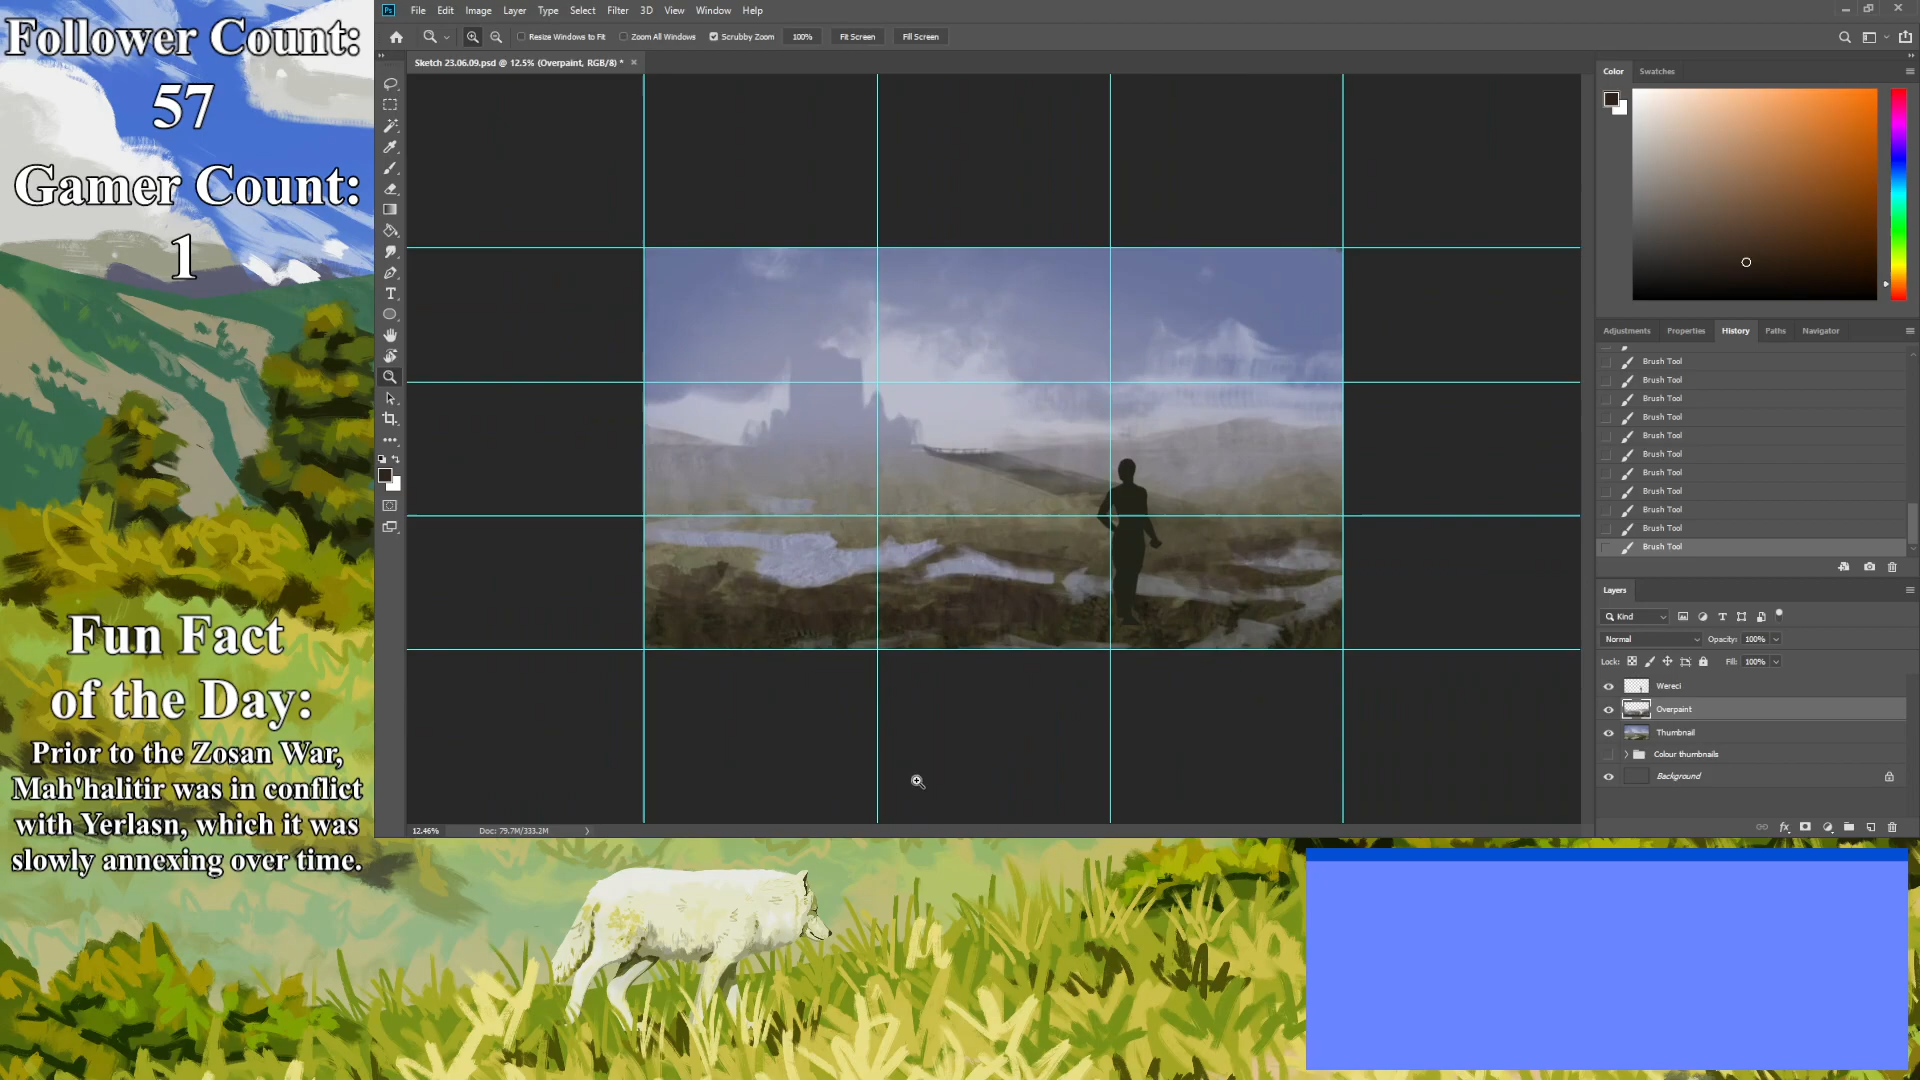 Follower Count:
57
Gamer Count:
1
Fun Fact
of the Day:
Prior to the Zosan War,
Mah'halitir was in conflict
with Yerlasn, which it was
slowly annexing over time.
Ps File Edit Image Layer Type Select Filter 3D View Window Help
Resize Windows to Fit Zoom All Windows Scrubby Zoom 100% Fit Screen Fill Screen
Sketch 23.06.09.psd @ 12.5% (Overpaint, RGB/8) *
12.46% Doc: 79.7M/333.2M
Color Swatches
Adjustments Properties History Paths Navigator
Brush Tool
Brush Tool
Brush Tool
Brush Tool
Brush Tool
Brush Tool
Brush Tool
Brush Tool
Brush Tool
Brush Tool
Brush Tool
Layers
Kind
Normal Opacity: 100%
Lock: Fill: 100%
Wereci
Overpaint
Thumbnail
Colour thumbnails
Background